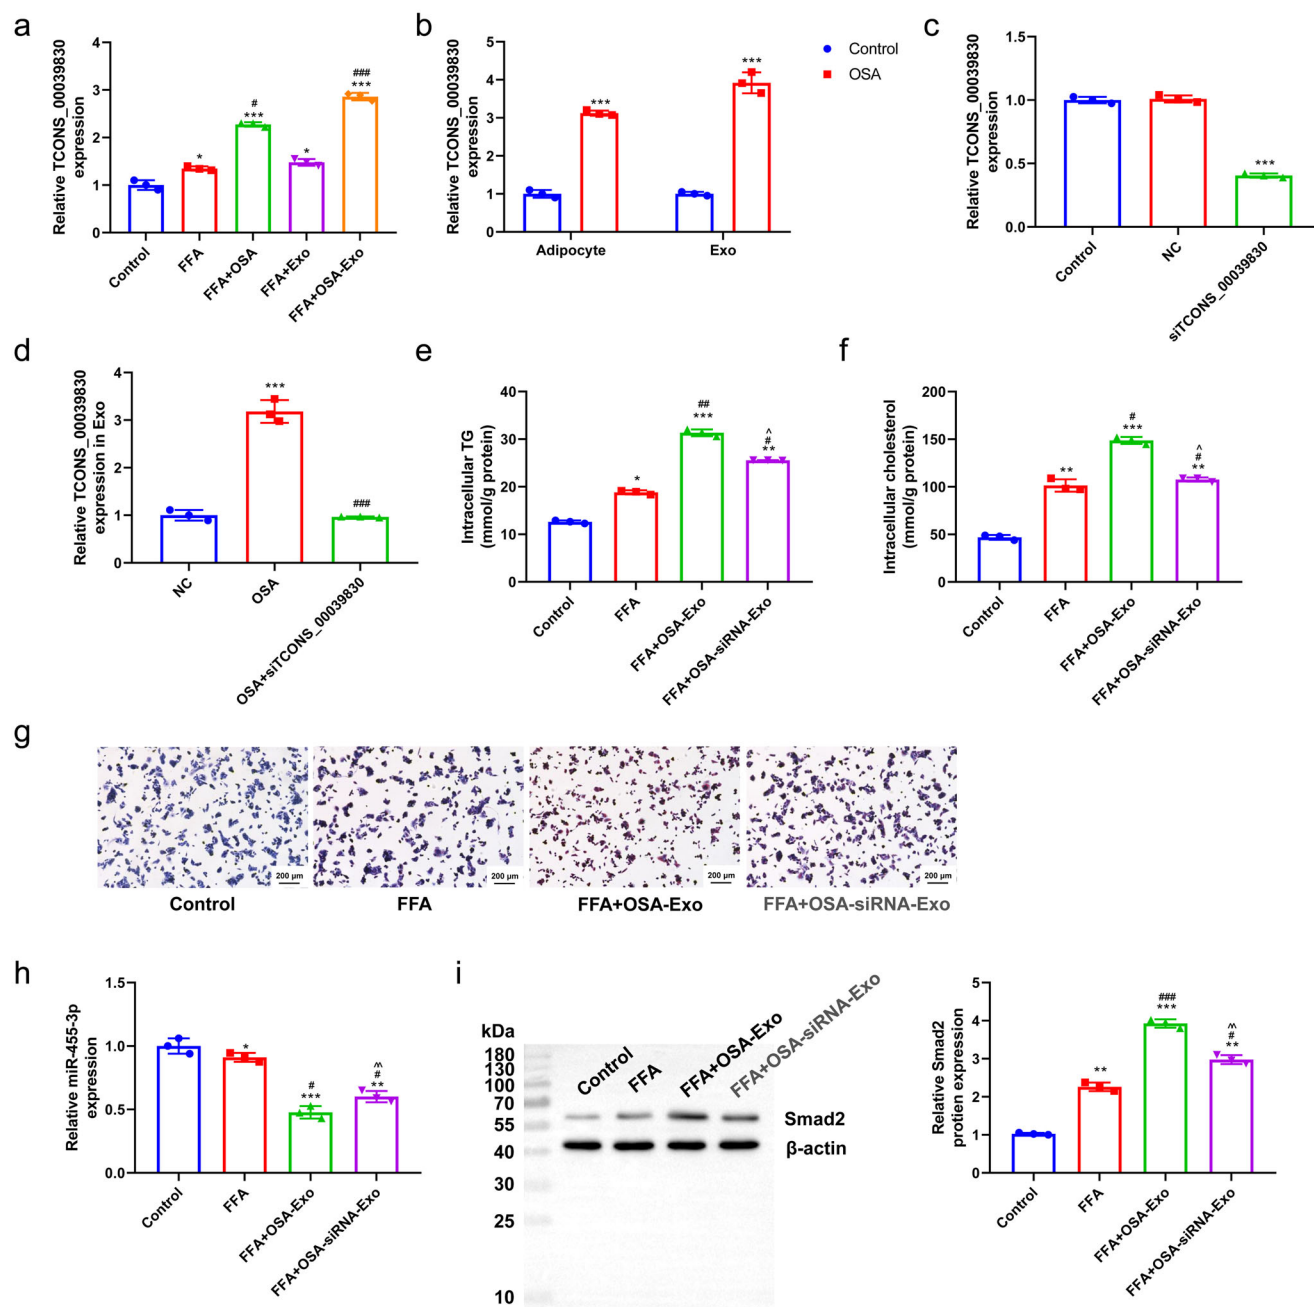 a
Relative TCONS_00039830
expression
4
3
2
1
0
*
#
***
*
###
***
Control
FFA
FFA+OSA
FFA+Exo
FFA+OSA-Exo
b
Relative TCONS_00039830
expression
5
4
3
2
1
0
***
***
Adipocyte
Exo
Control
OSA
c
Relative TCONS_00039830
expression
1.5
1.0
0.5
0.0
***
Control
NC
siTCONS_00039830
d
Relative TCONS_00039830
expression in Exo
4
3
2
1
0
***
###
NC
OSA
OSA+siTCONS_00039830
e
Intracellular TG
(mmol/g protein)
40
30
20
10
0
*
##
***
^
#
**
Control
FFA
FFA+OSA-Exo
FFA+OSA-siRNA-Exo
f
Intracellular cholesterol
(mmol/g protein)
200
150
100
50
0
**
#
***
^
#
**
Control
FFA
FFA+OSA-Exo
FFA+OSA-siRNA-Exo
g
200 μm
200 μm
200 μm
200 μm
Control
FFA
FFA+OSA-Exo
FFA+OSA-siRNA-Exo
h
Relative miR-455-3p
expression
1.5
1.0
0.5
0.0
*
#
***
^^
#
**
Control
FFA
FFA+OSA-Exo
FFA+OSA-siRNA-Exo
i
kDa
180
130
100
70
55
40
30
25
10
Control
FFA
FFA+OSA-Exo
FFA+OSA-siRNA-Exo
Smad2
β-actin
Relative Smad2
protien expression
5
4
3
2
1
0
**
###
***
^^
#
**
Control
FFA
FFA+OSA-Exo
FFA+OSA-siRNA-Exo